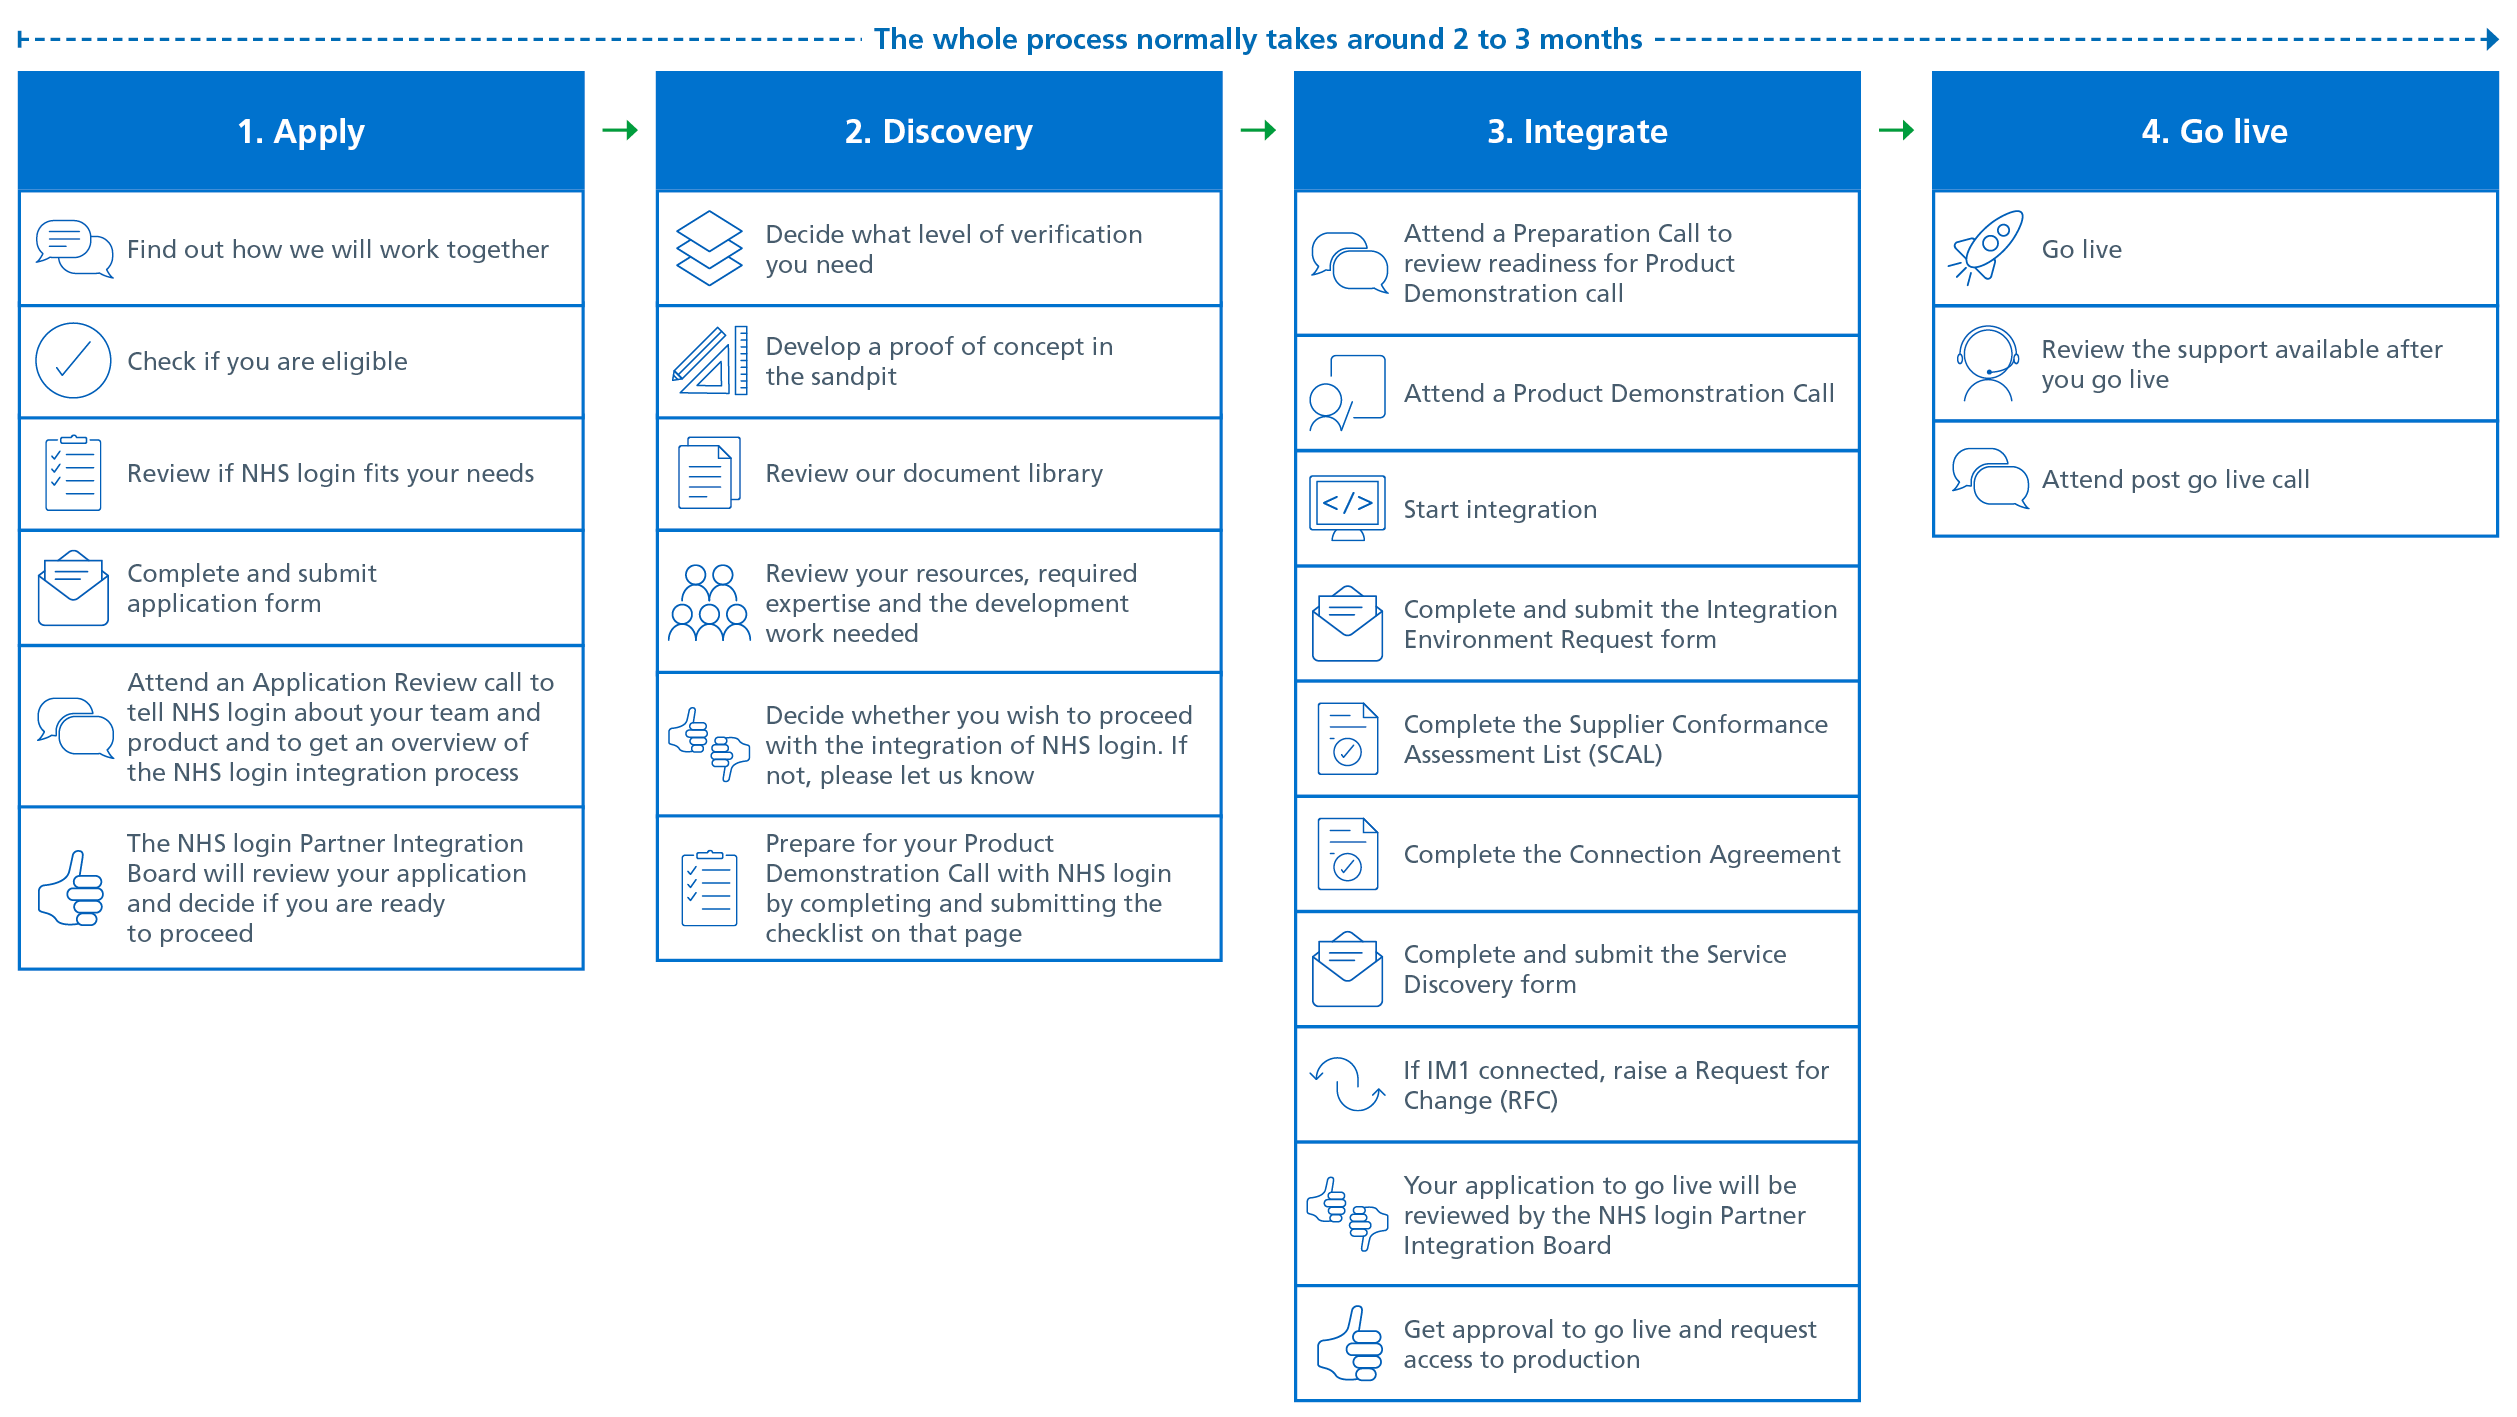 The whole process normally takes around 2 to 3 months
1. Apply
Find out how we will work together
Check if you are eligible
Review if NHS login fits your needs
Complete and submit
application form
Attend an Application Review call to
tell NHS login about your team and
product and to get an overview of
the NHS login integration process
The NHS login Partner Integration
Board will review your application
and decide if you are ready
to proceed
2. Discovery
Decide what level of verification
you need
Develop a proof of concept in
the sandpit
Review our document library
Review your resources, required
expertise and the development
work needed
Decide whether you wish to proceed
with the integration of NHS login. If
not, please let us know
Prepare for your Product
Demonstration Call with NHS login
by completing and submitting the
checklist on that page
3. Integrate
Attend a Preparation Call to
review readiness for Product
Demonstration call
Attend a Product Demonstration Call
</>
Start integration
Complete and submit the Integration
Environment Request form
Complete the Supplier Conformance
Assessment List (SCAL)
Complete the Connection Agreement
Complete and submit the Service
Discovery form
If IM1 connected, raise a Request for
Change (RFC)
Your application to go live will be
reviewed by the NHS login Partner
Integration Board
Get approval to go live and request
access to production
4. Go live
Go live
Review the support available after
you go live
Attend post go live call